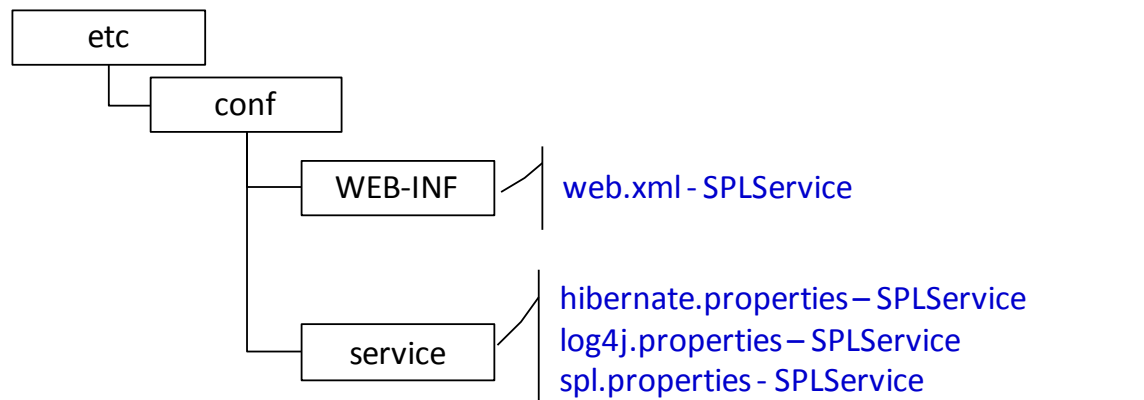 etc
conf
WEB-INF
web.xml - SPLService
hibernate.properties – SPLService
log4j.properties – SPLService
service
spl.properties - SPLService